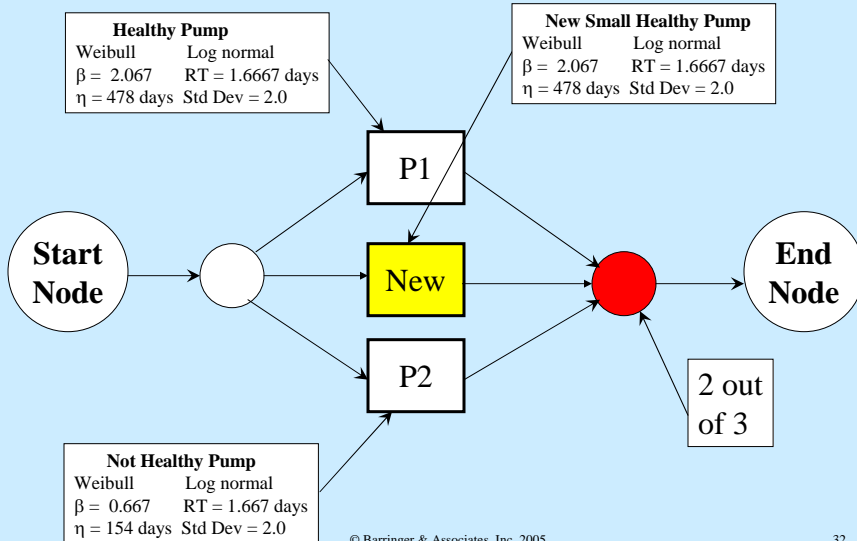 Healthy Pump
Weibull Log normal
β = 2.067 RT = 1.6667 days
η = 478 days Std Dev = 2.0
New Small Healthy Pump
Weibull Log normal
β = 2.067 RT = 1.6667 days
η = 478 days Std Dev = 2.0
P1
Start
Node
New
End
Node
P2
2 out
of 3
Not Healthy Pump
Weibull Log normal
β = 0.667 RT = 1.667 days
η = 154 days Std Dev = 2.0
© Barringer & Associates, Inc. 2005
32